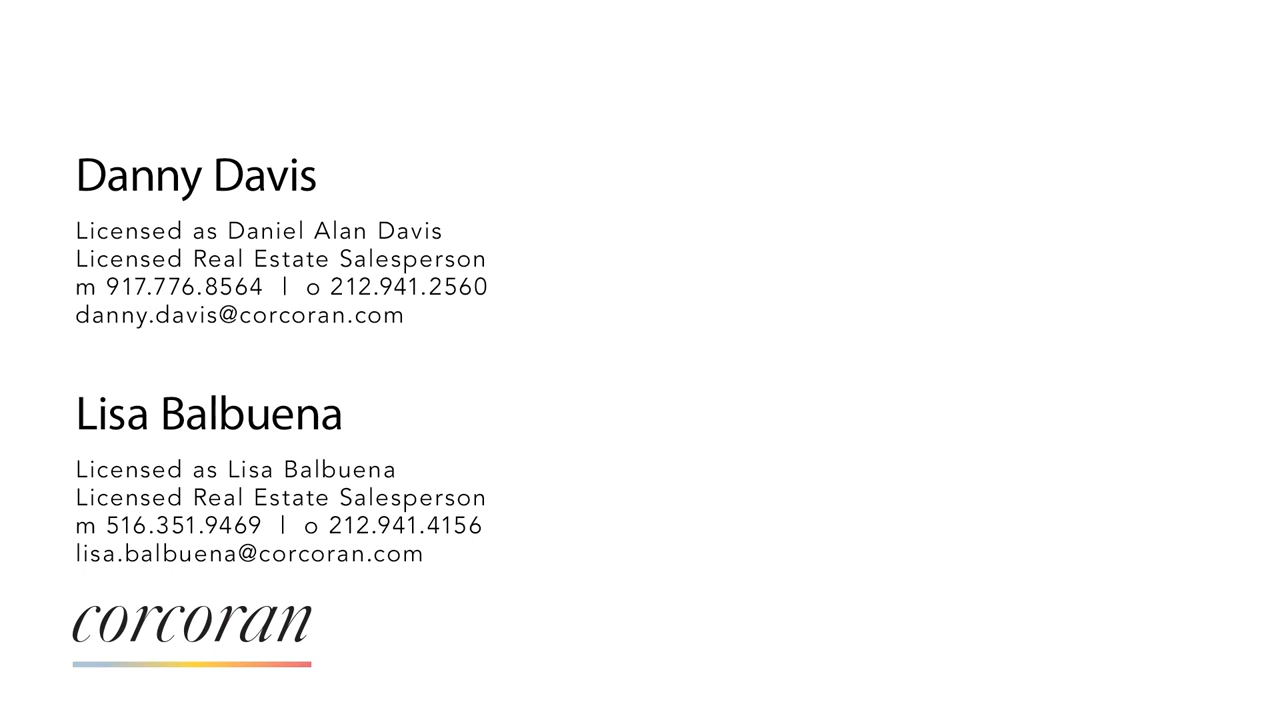 Danny Davis
Licensed as Daniel Alan Davis
Licensed Real Estate Salesperson
m 917.776.8564 | o 212.941.2560
danny.davis@corcoran.com
Lisa Balbuena
Licensed as Lisa Balbuena
Licensed Real Estate Salesperson
m 516.351.9469 | o 212.941.4156
lisa.balbuena@corcoran.com
corcoran